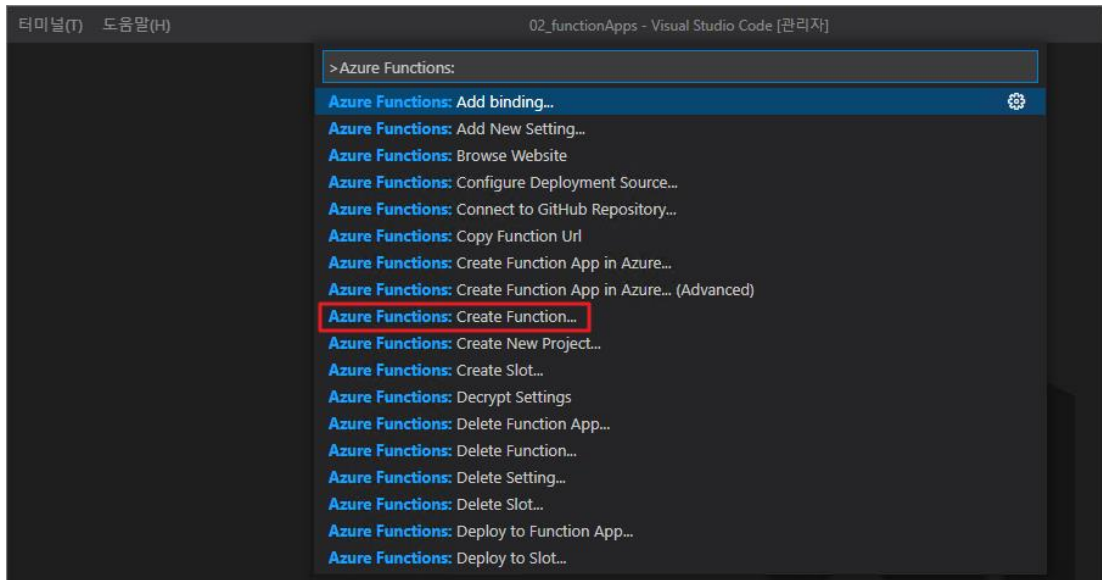 터미널(T) 도움말(H) 02_functionApps - Visual Studio Code [관리자]
>Azure Functions:
Azure Functions: Add binding...
Azure Functions: Add New Setting...
Azure Functions: Browse Website
Azure Functions: Configure Deployment Source...
Azure Functions: Connect to GitHub Repository...
Azure Functions: Copy Function Url
Azure Functions: Create Function App in Azure...
Azure Functions: Create Function App in Azure... (Advanced)
Azure Functions: Create Function...
Azure Functions: Create New Project...
Azure Functions: Create Slot...
Azure Functions: Decrypt Settings
Azure Functions: Delete Function App...
Azure Functions: Delete Function...
Azure Functions: Delete Setting...
Azure Functions: Delete Slot...
Azure Functions: Deploy to Function App...
Azure Functions: Deploy to Slot...